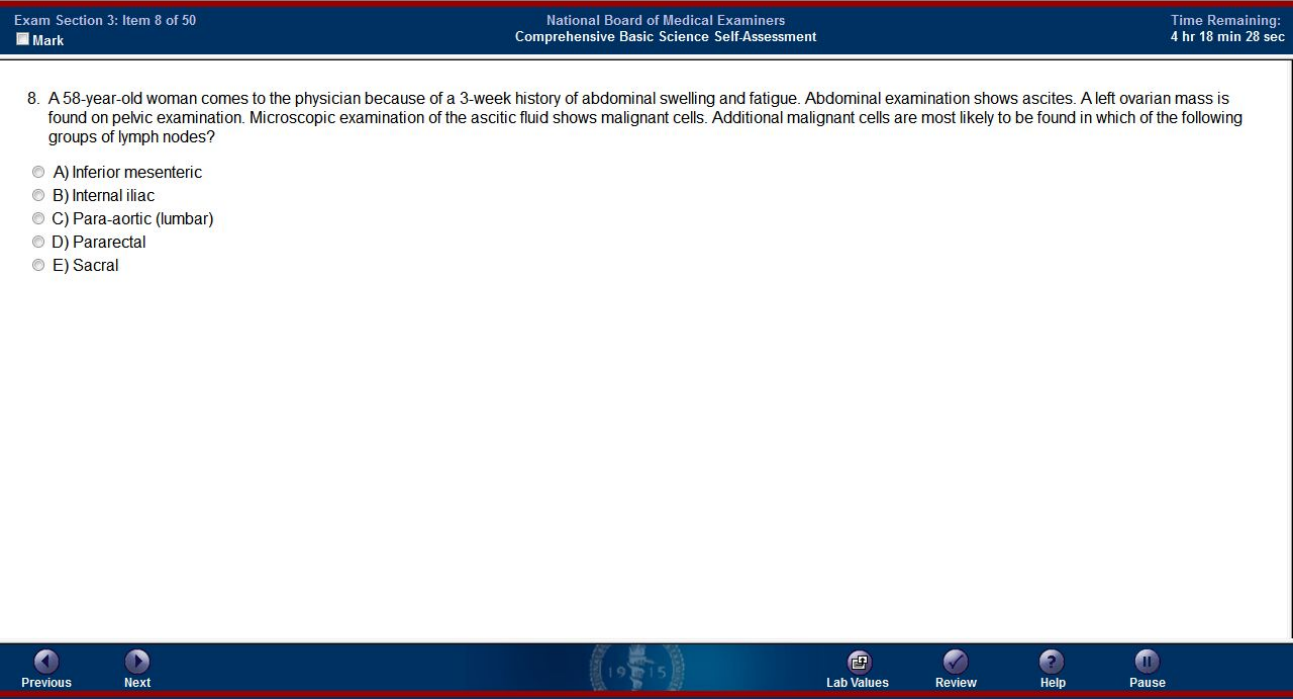 Exam Section 3: Item 8 of 50
National Board of Medical Examiners
Time Remaining:
Mark
Comprehensive Basic Science Self-Assessment
4 hr 18 min 28 sec
8. A 58-year-old woman comes to the physician because of a 3-week history of abdominal swelling and fatigue. Abdominal examination shows ascites. A left ovarian mass is
found on pelvic examination. Microscopic examination of the ascitic fluid shows malignant cells. Additional malignant cells are most likely to be found in which of the following
groups of lymph nodes?
A) Inferior mesenteric
B) Internal iliac
C) Para-aortic (lumbar)
D) Pararectal
E) Sacral
1915
Previous
Next
Lab Values
Review
Help
Pause